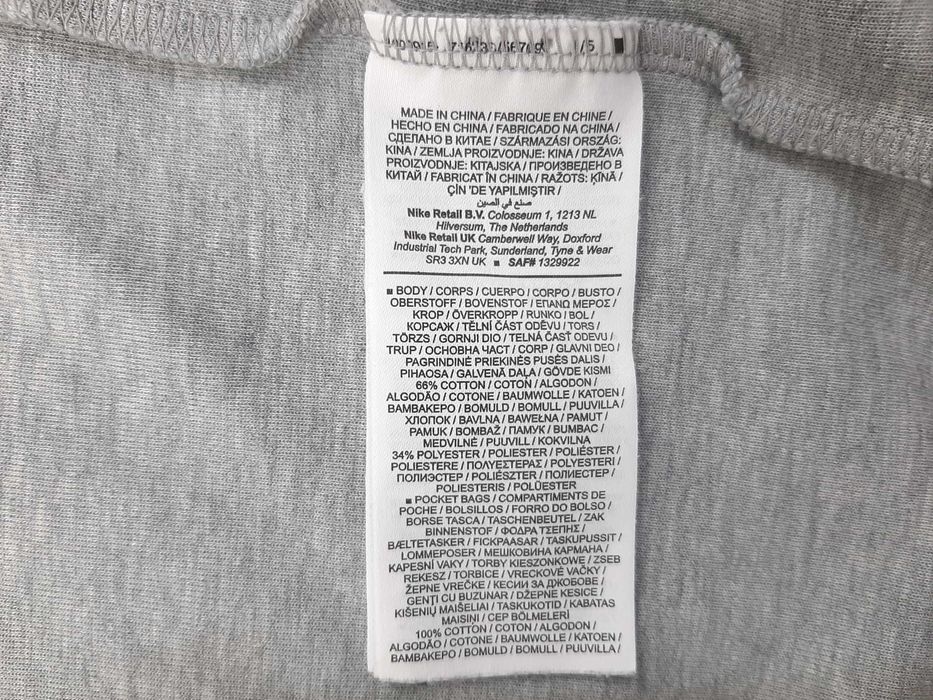 MADE IN CHINA / FABRIQUE EN CHINE /
HECHO EN CHINA / FABRICADO NA CHINA /
СДЕЛАНО В КИТАЕ / SZÁRMAZÁSI ORSZÁG:
KINA / ZEMLJA PROIZVODNJE: KINA / DRŽAVA
PROIZVODNJE: KITAJSKA / ПРОИЗВЕДЕНО В
КИТАЙ / FABRICAT ÎN CHINA / RAŽOTS: ĶĪNĀ /
ÇİN 'DE YAPILMIŞTIR /
صنع في الصين
Nike Retail B.V. Colosseum 1, 1213 NL
Hilversum, The Netherlands
Nike Retail UK Camberwell Way, Doxford
Industrial Tech Park, Sunderland, Tyne & Wear
SR3 3XN UK ■ SAF# 1329922
■ BODY / CORPS / CUERPO / CORPO / BUSTO /
OBERSTOFF / BOVENSTOF / ΕΠΑΝΩ ΜΕΡΟΣ /
KROP / ÖVERKROPP / RUNKO / BOL /
КОРСАЖ / TĚLNÍ ČÁST ODĚVU / TORS /
TÖRZS / GORNJI DIO / TELNÁ ČASŤ ODEVU /
TRUP / ОСНОВНА ЧАСТ / CORP / GLAVNI DEO /
PAGRINDINĖ PRIEKINĖS PUSĖS DALIS /
PIHAOSA / GALVENĀ DAĻA / GÖVDE KISMI
66% COTTON / COTON / ALGODON /
ALGODÃO / COTONE / BAUMWOLLE / KATOEN /
ΒΑΜΒΑΚΕΡΟ / BOMULD / BOMULL / PUUVILLA /
ХЛОПОК / BAVLNA / BAWEŁNA / PAMUT /
PAMUK / BOMBAŽ / ПАМУК / BUMBAC /
MEDVILNĖ / PUUVILL / KOKVILNA
34% POLYESTER / POLIESTER / POLIÉSTER /
POLIESTERE / ΠΟΛΥΕΣΤΕΡΑΣ / POLYESTERI /
ПОЛИЭСТЕР / POLIÉSZTER / ПОЛИЕСТЕР /
POLIESTERIS / POLÜESTER
■ POCKET BAGS / COMPARTIMENTS DE
POCHE / BOLSILLOS / FORRO DO BOLSO /
BORSE TASCA / TASCHENBEUTEL / ZAK
BINNENSTOF / ΦΟΔΡΑ ΤΣΕΠΗΣ /
BÆLTETASKER / FICKPÅASAR / TASKUPUSSIT /
LOMMEPOSER / МЕШКОВИНА КАРМАНА /
KAPESNÍ VAKY / TORBY KIESZONKOWE / ZSEB
REKESZ / TORBICE / VRECKOVÉ VAČKY /
ŽEPNE VREČKE / КЕСИИ ЗА ДЖОБОВЕ /
GENŢI CU BUZUNAR / DŽEPNE KESICE /
KIŠENIŲ MAIŠELIAI / TASKUKOTID / KABATAS
MAISIŅI / CEP BÖLMELERİ
100% COTTON / COTON / ALGODON /
ALGODÃO / COTONE / BAUMWOLLE / KATOEN /
ΒΑΜΒΑΚΕΡΟ / BOMULD / BOMULL / PUUVILLA /